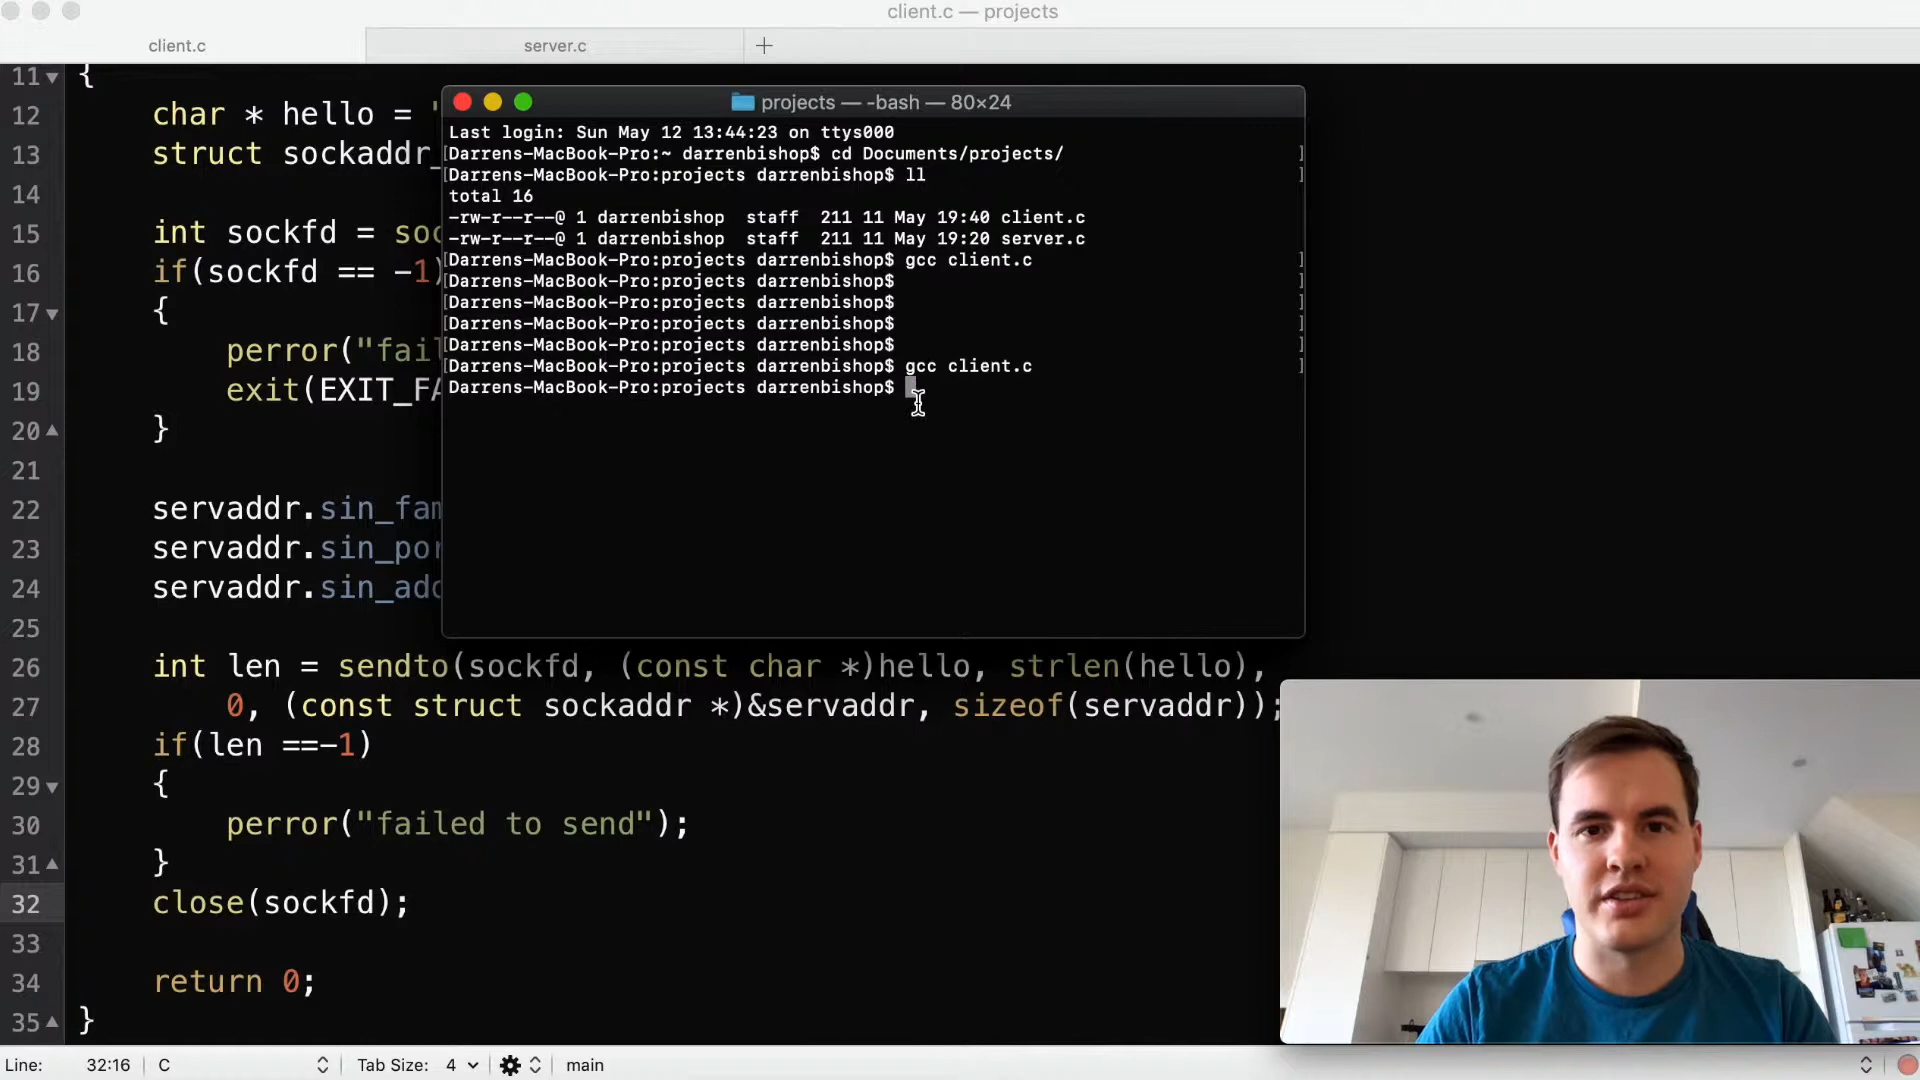 client.c — projects
client.c
server.c
11 {
12 char * hello = "
13 struct sockaddr_
14
15 int sockfd = soc
16 if(sockfd == -1)
17 {
18 perror("fail
19 exit(EXIT_FA
20 }
21
22 servaddr.sin_fam
23 servaddr.sin_por
24 servaddr.sin_add
25
26 int len = sendto(sockfd, (const char *)hello, strlen(hello),
27 0, (const struct sockaddr *)&servaddr, sizeof(servaddr));
28 if(len ==-1)
29 {
30 perror("failed to send");
31 }
32 close(sockfd);
33
34 return 0;
35 }
projects — -bash — 80×24
Last login: Sun May 12 13:44:23 on ttys000
[Darrens-MacBook-Pro:~ darrenbishop$ cd Documents/projects/ ]
[Darrens-MacBook-Pro:projects darrenbishop$ ll ]
total 16
-rw-r--r--@ 1 darrenbishop  staff  211 11 May 19:40 client.c
-rw-r--r--@ 1 darrenbishop  staff  211 11 May 19:20 server.c
[Darrens-MacBook-Pro:projects darrenbishop$ gcc client.c ]
[Darrens-MacBook-Pro:projects darrenbishop$ ]
[Darrens-MacBook-Pro:projects darrenbishop$ ]
[Darrens-MacBook-Pro:projects darrenbishop$ ]
[Darrens-MacBook-Pro:projects darrenbishop$ ]
[Darrens-MacBook-Pro:projects darrenbishop$ gcc client.c ]
Darrens-MacBook-Pro:projects darrenbishop$
Line: 32:16 C Tab Size: 4 main